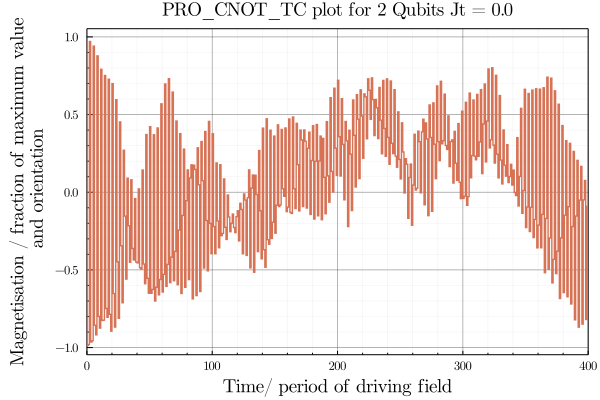 PRO_CNOT_TC plot for 2 Qubits Jt = 0.0
Magnetisation / fraction of maximum value
and orientation
1.0
0.5
0.0
−0.5
−1.0
0 100 200 300 400
Time/ period of driving field